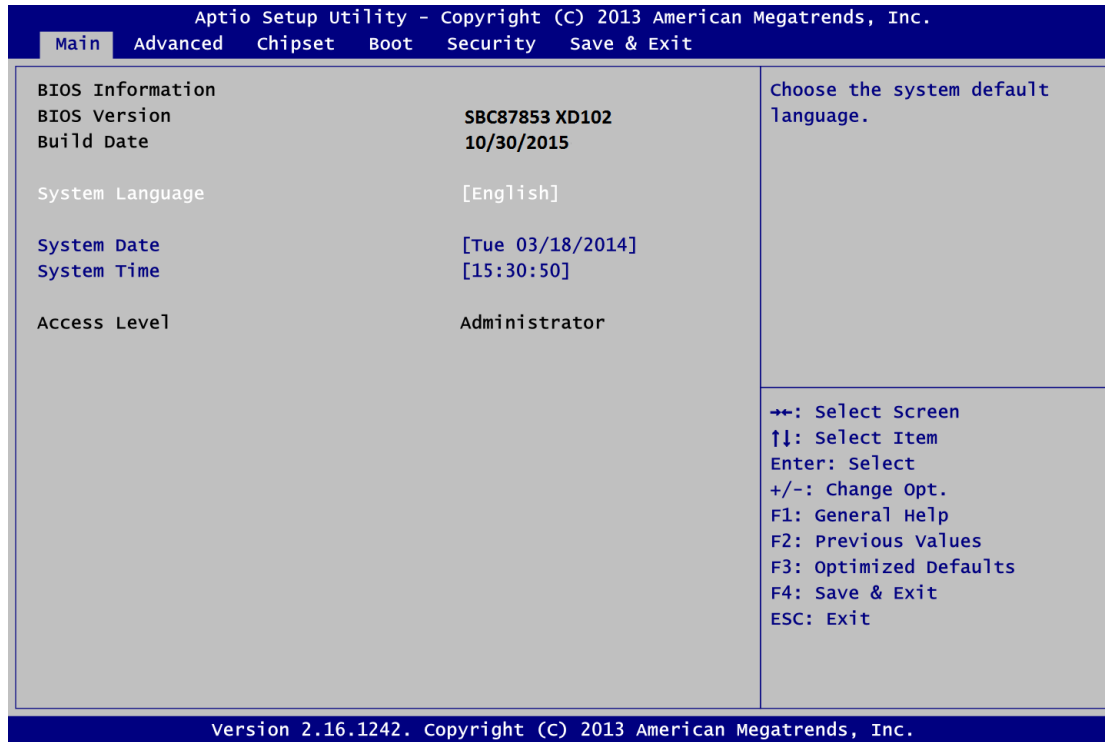 Aptio Setup Utility - Copyright (C) 2013 American Megatrends, Inc.
Main Advanced Chipset Boot Security Save & Exit
BIOS Information
BIOS Version SBC87853 XD102
Build Date 10/30/2015
System Language [English]
System Date [Tue 03/18/2014]
System Time [15:30:50]
Access Level Administrator
Choose the system default
language.
→←: Select Screen
↑↓: Select Item
Enter: Select
+/-: Change Opt.
F1: General Help
F2: Previous Values
F3: Optimized Defaults
F4: Save & Exit
ESC: Exit
Version 2.16.1242. Copyright (C) 2013 American Megatrends, Inc.